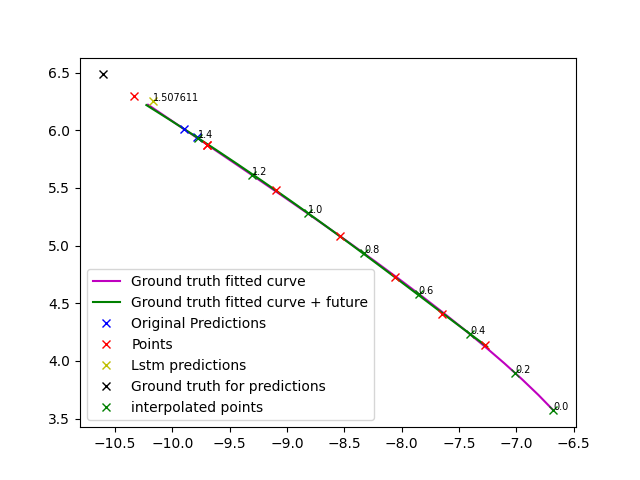 6.5
6.0
5.5
5.0
4.5
4.0
3.5
1.507611
1.4
1.2
1.0
0.8
0.6
0.4
0.2
0.0
Ground truth fitted curve
Ground truth fitted curve + future
Original Predictions
Points
Lstm predictions
Ground truth for predictions
interpolated points
−10.5 −10.0 −9.5 −9.0 −8.5 −8.0 −7.5 −7.0 −6.5